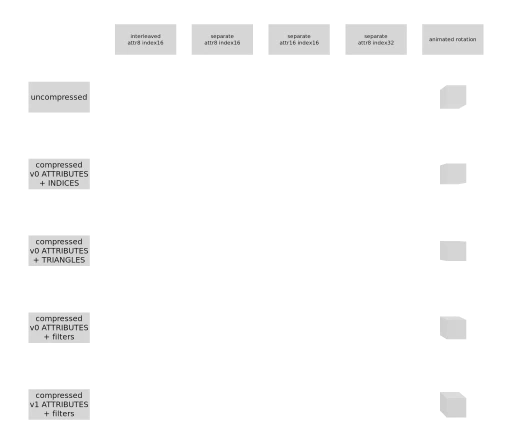 interleaved
attr8 index16
separate
attr8 index16
separate
attr16 index16
separate
attr8 index32
animated rotation
uncompressed
compressed
v0 ATTRIBUTES
+ INDICES
compressed
v0 ATTRIBUTES
+ TRIANGLES
compressed
v0 ATTRIBUTES
+ filters
compressed
v1 ATTRIBUTES
+ filters